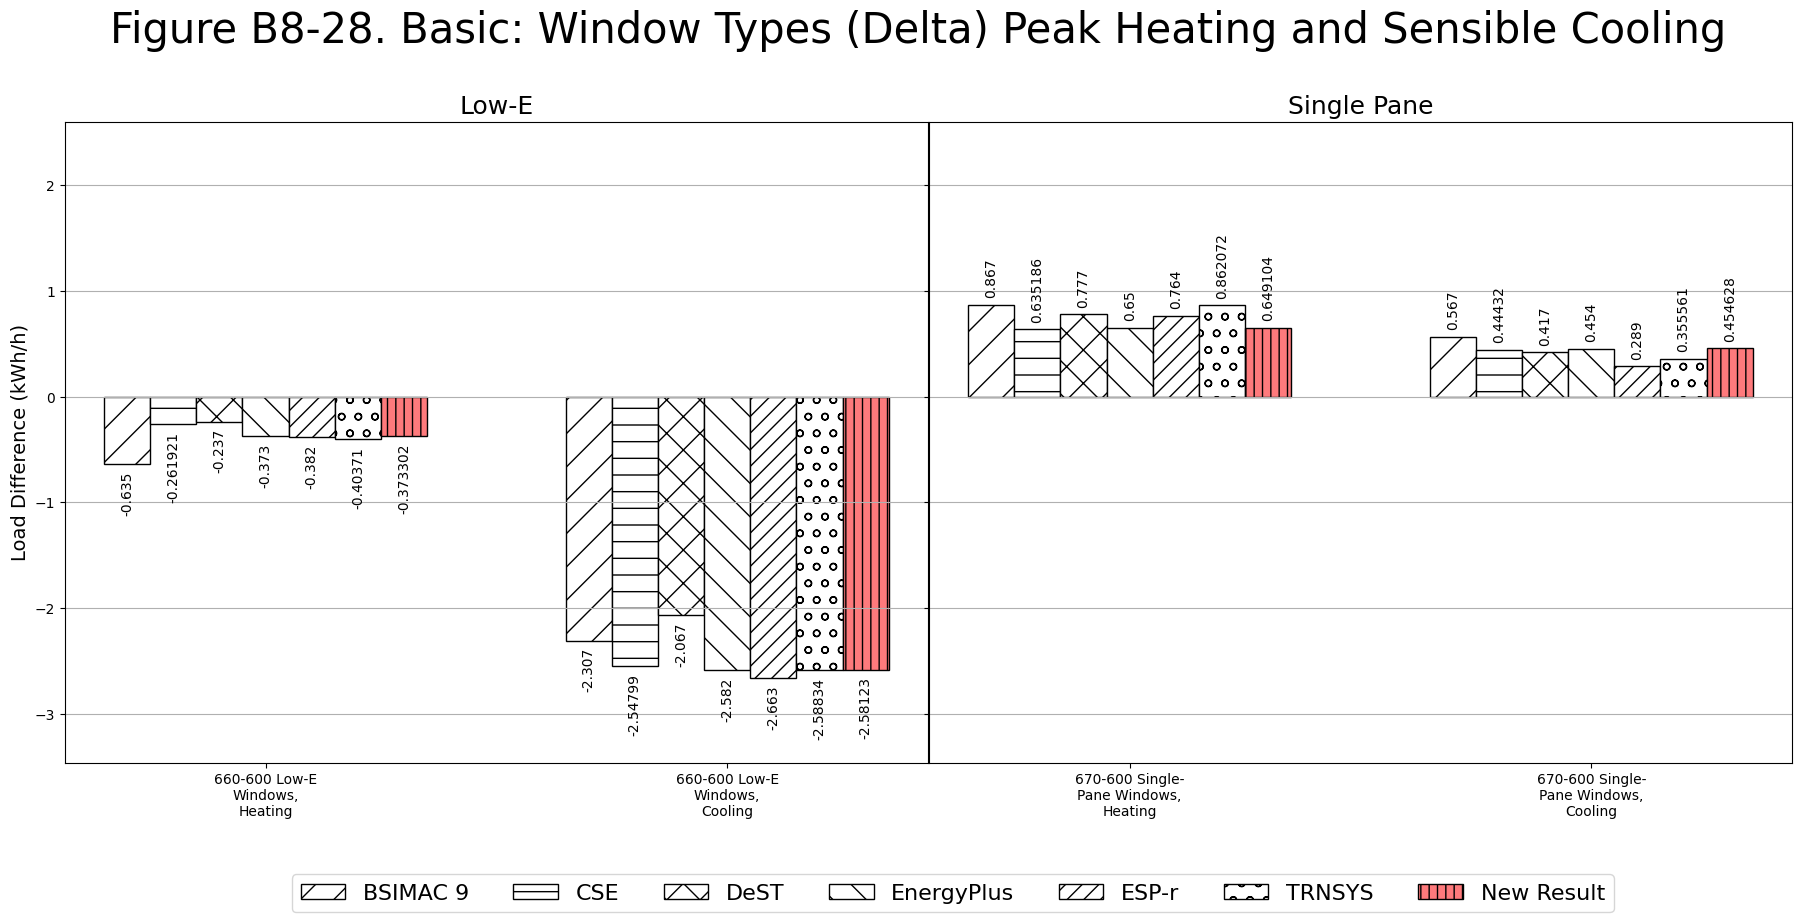 Figure B8-28. Basic: Window Types (Delta) Peak Heating and Sensible Cooling
Low-E
Single Pane
Load Difference (kWh/h)
2
1
0
−1
−2
−3
-0.635
-0.261921
-0.237
-0.373
-0.382
-0.40371
-0.373302
-2.307
-2.54799
-2.067
-2.582
-2.663
-2.58834
-2.58123
0.867
0.635186
0.777
0.65
0.764
0.862072
0.649104
0.567
0.44432
0.417
0.454
0.289
0.355561
0.454628
660-600 Low-E
Windows,
Heating
660-600 Low-E
Windows,
Cooling
670-600 Single-
Pane Windows,
Heating
670-600 Single-
Pane Windows,
Cooling
BSIMAC 9
CSE
DeST
EnergyPlus
ESP-r
TRNSYS
New Result